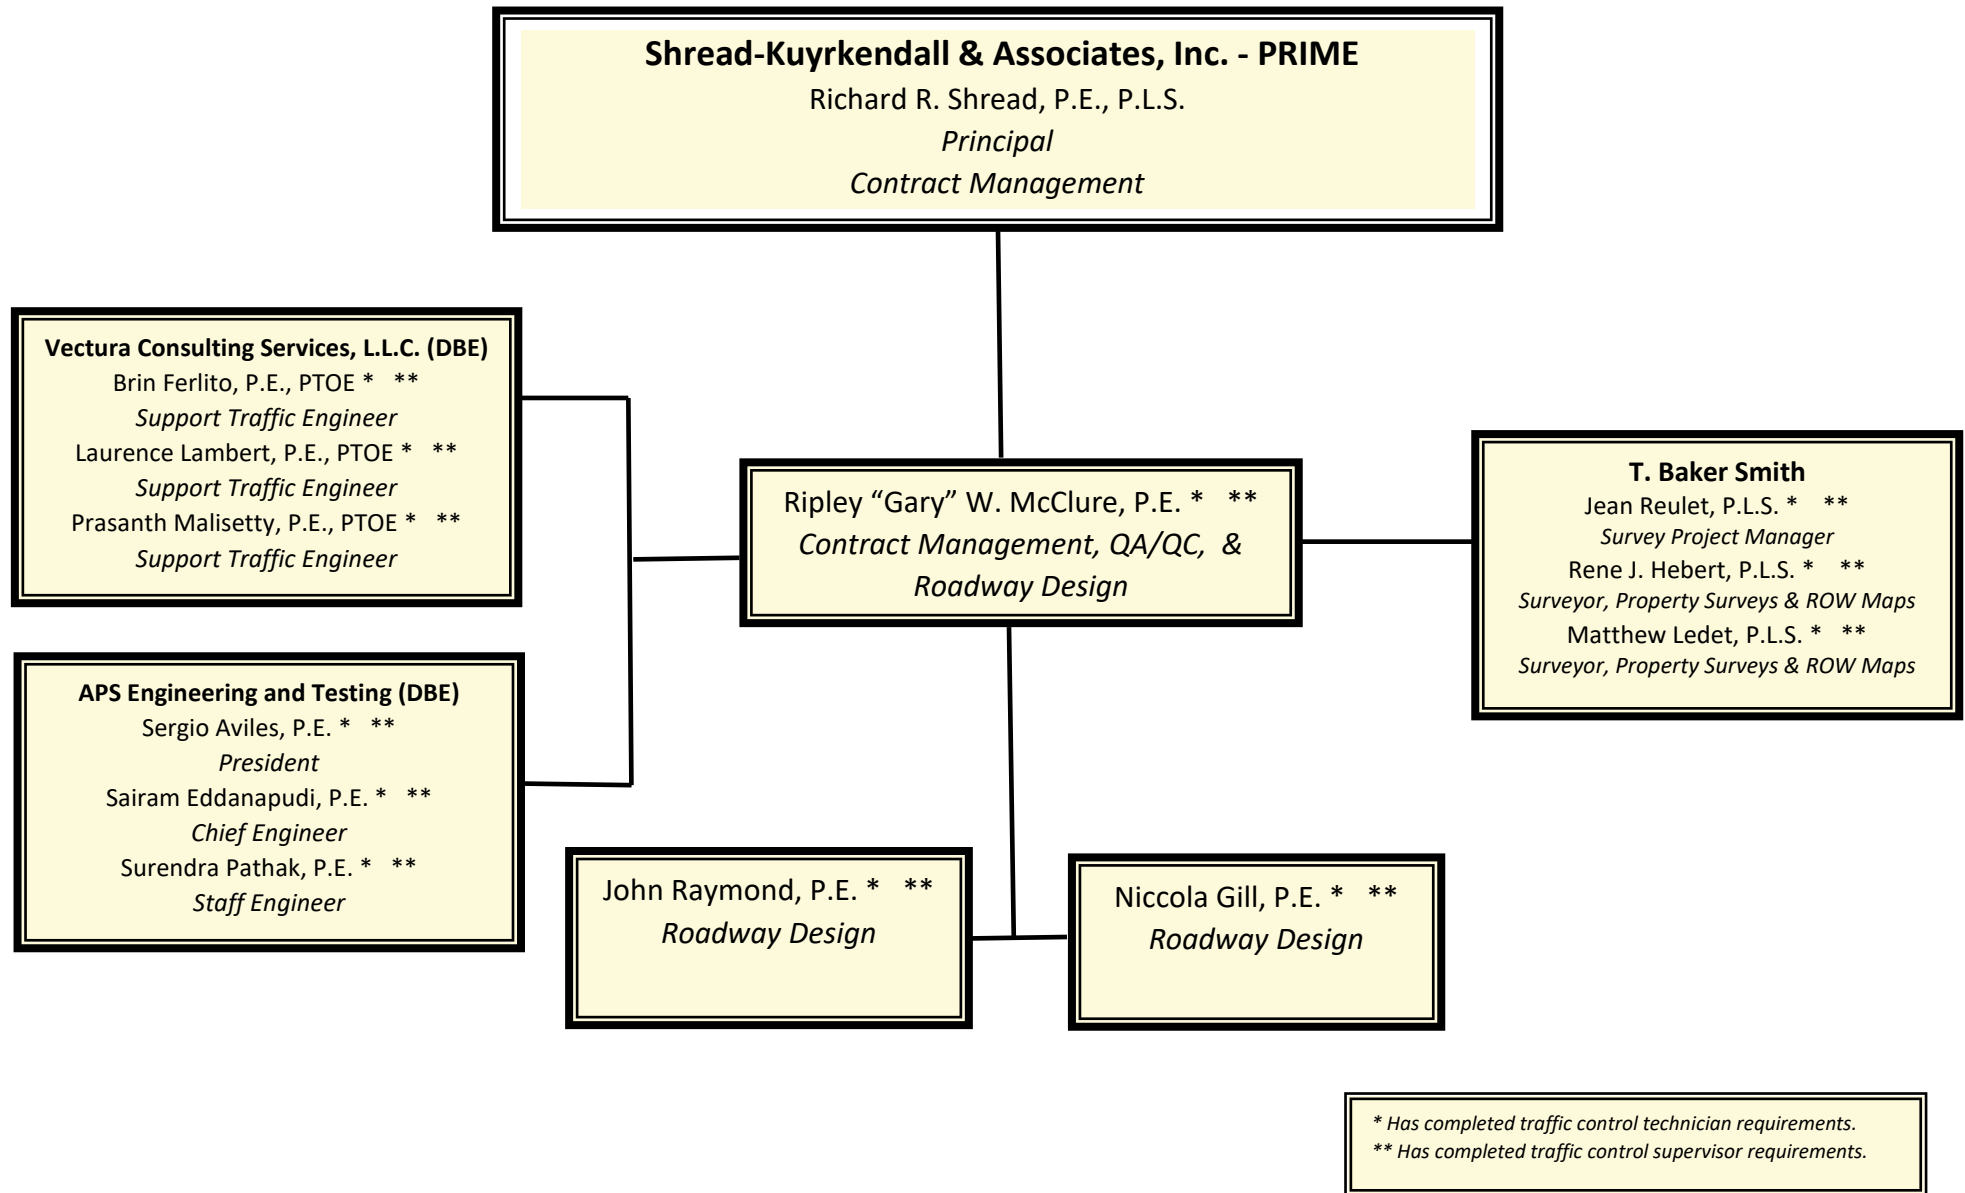 Shread-Kuyrkendall & Associates, Inc. - PRIME
Richard R. Shread, P.E., P.L.S.
Principal
Contract Management
Vectura Consulting Services, L.L.C. (DBE)
Brin Ferlito, P.E., PTOE * **
Support Traffic Engineer
Laurence Lambert, P.E., PTOE * **
Support Traffic Engineer
Prasanth Malisetty, P.E., PTOE * **
Support Traffic Engineer
Ripley “Gary” W. McClure, P.E. * **
Contract Management, QA/QC, &
Roadway Design
T. Baker Smith
Jean Reulet, P.L.S. * **
Survey Project Manager
Rene J. Hebert, P.L.S. * **
Surveyor, Property Surveys & ROW Maps
Matthew Ledet, P.L.S. * **
Surveyor, Property Surveys & ROW Maps
APS Engineering and Testing (DBE)
Sergio Aviles, P.E. * **
President
Sairam Eddanapudi, P.E. * **
Chief Engineer
Surendra Pathak, P.E. * **
Staff Engineer
John Raymond, P.E. * **
Roadway Design
Niccola Gill, P.E. * **
Roadway Design
* Has completed traffic control technician requirements.
** Has completed traffic control supervisor requirements.